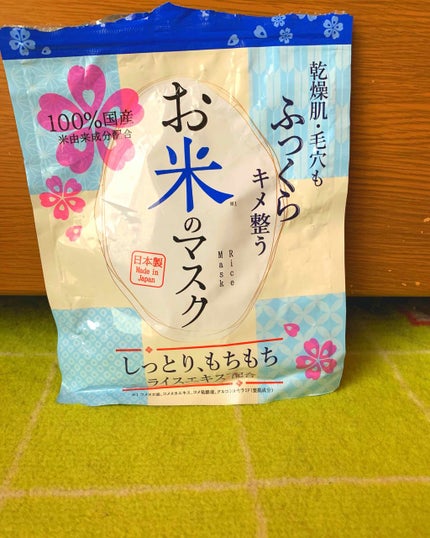 乾燥肌・毛穴も
ふっくら
キメ整う
100%国産
米由来成分配合
お米のマスク
※1
Rice
Mask
日本製
Made in
Japan
しっとり、もちもち
ライスエキス 配合